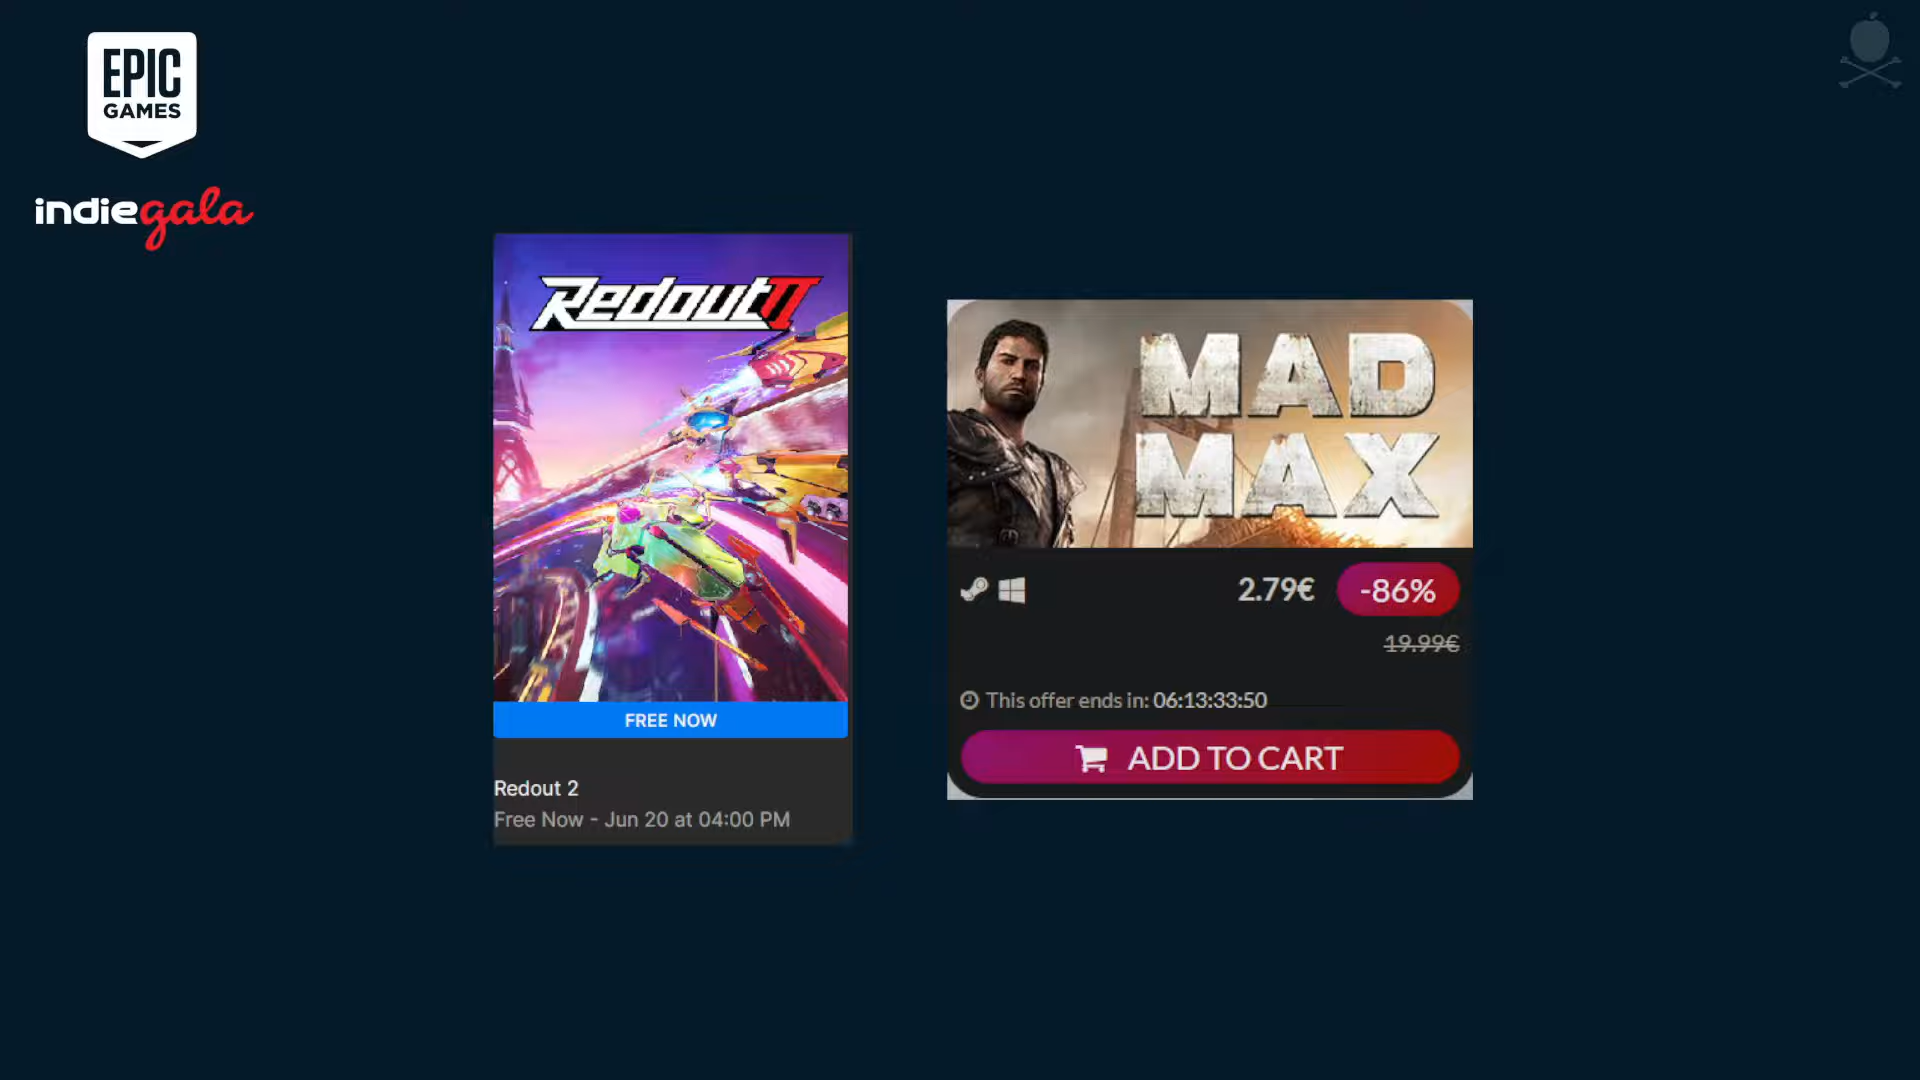 EPIC
GAMES
indiegala
Redout II
FREE NOW
Redout 2
Free Now - Jun 20 at 04:00 PM
MAD
MAX
2.79€ -86%
19.99€
This offer ends in: 06:13:33:50
ADD TO CART